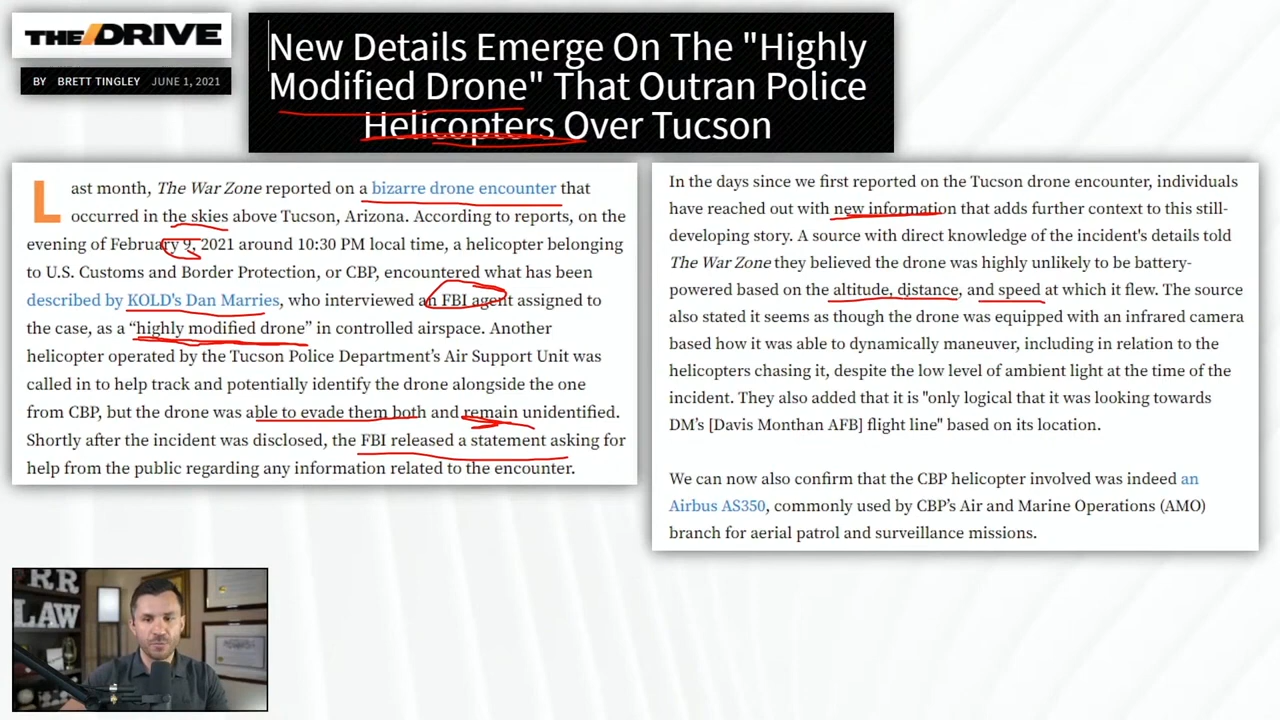 THE/DRIVE
BY BRETT TINGLEY JUNE 1, 2021
New Details Emerge On The "Highly
Modified Drone" That Outran Police
Helicopters Over Tucson
Last month, The War Zone reported on a bizarre drone encounter that
occurred in the skies above Tucson, Arizona. According to reports, on the
evening of February 9, 2021 around 10:30 PM local time, a helicopter belonging
to U.S. Customs and Border Protection, or CBP, encountered what has been
described by KOLD's Dan Marries, who interviewed an FBI agent assigned to
the case, as a “highly modified drone” in controlled airspace. Another
helicopter operated by the Tucson Police Department’s Air Support Unit was
called in to help track and potentially identify the drone alongside the one
from CBP, but the drone was able to evade them both and remain unidentified.
Shortly after the incident was disclosed, the FBI released a statement asking for
help from the public regarding any information related to the encounter.
In the days since we first reported on the Tucson drone encounter, individuals
have reached out with new information that adds further context to this still-
developing story. A source with direct knowledge of the incident's details told
The War Zone they believed the drone was highly unlikely to be battery-
powered based on the altitude, distance, and speed at which it flew. The source
also stated it seems as though the drone was equipped with an infrared camera
based how it was able to dynamically maneuver, including in relation to the
helicopters chasing it, despite the low level of ambient light at the time of the
incident. They also added that it is "only logical that it was looking towards
DM’s [Davis Monthan AFB] flight line" based on its location.
We can now also confirm that the CBP helicopter involved was indeed an
Airbus AS350, commonly used by CBP’s Air and Marine Operations (AMO)
branch for aerial patrol and surveillance missions.
RR
LAW